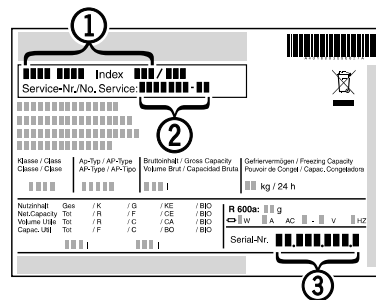 1
Index /
Service-Nr./No. Service: -
2
Klasse / Class Ap-Typ / AP-Type Bruttoinhalt / Gross Capacity Gefriervermögen / Freezing Capacity
Classe / Clase AP-Type / AP-Tipo Volume Brut / Capacidad Bruta Pouvoir de Congel / Capac, Congeladora
l kg / 24 h
Nutzinhalt Ges / K / G / KE / B|O
Net.Capacity Tot / R / F / CE / B|O
Volume Utile Tot / R / C / CA / B|O
Capac. Util Tot / F / C / BO / B|O
l l
R 600a: g
W A AC - V HZ
Serial-Nr.
3